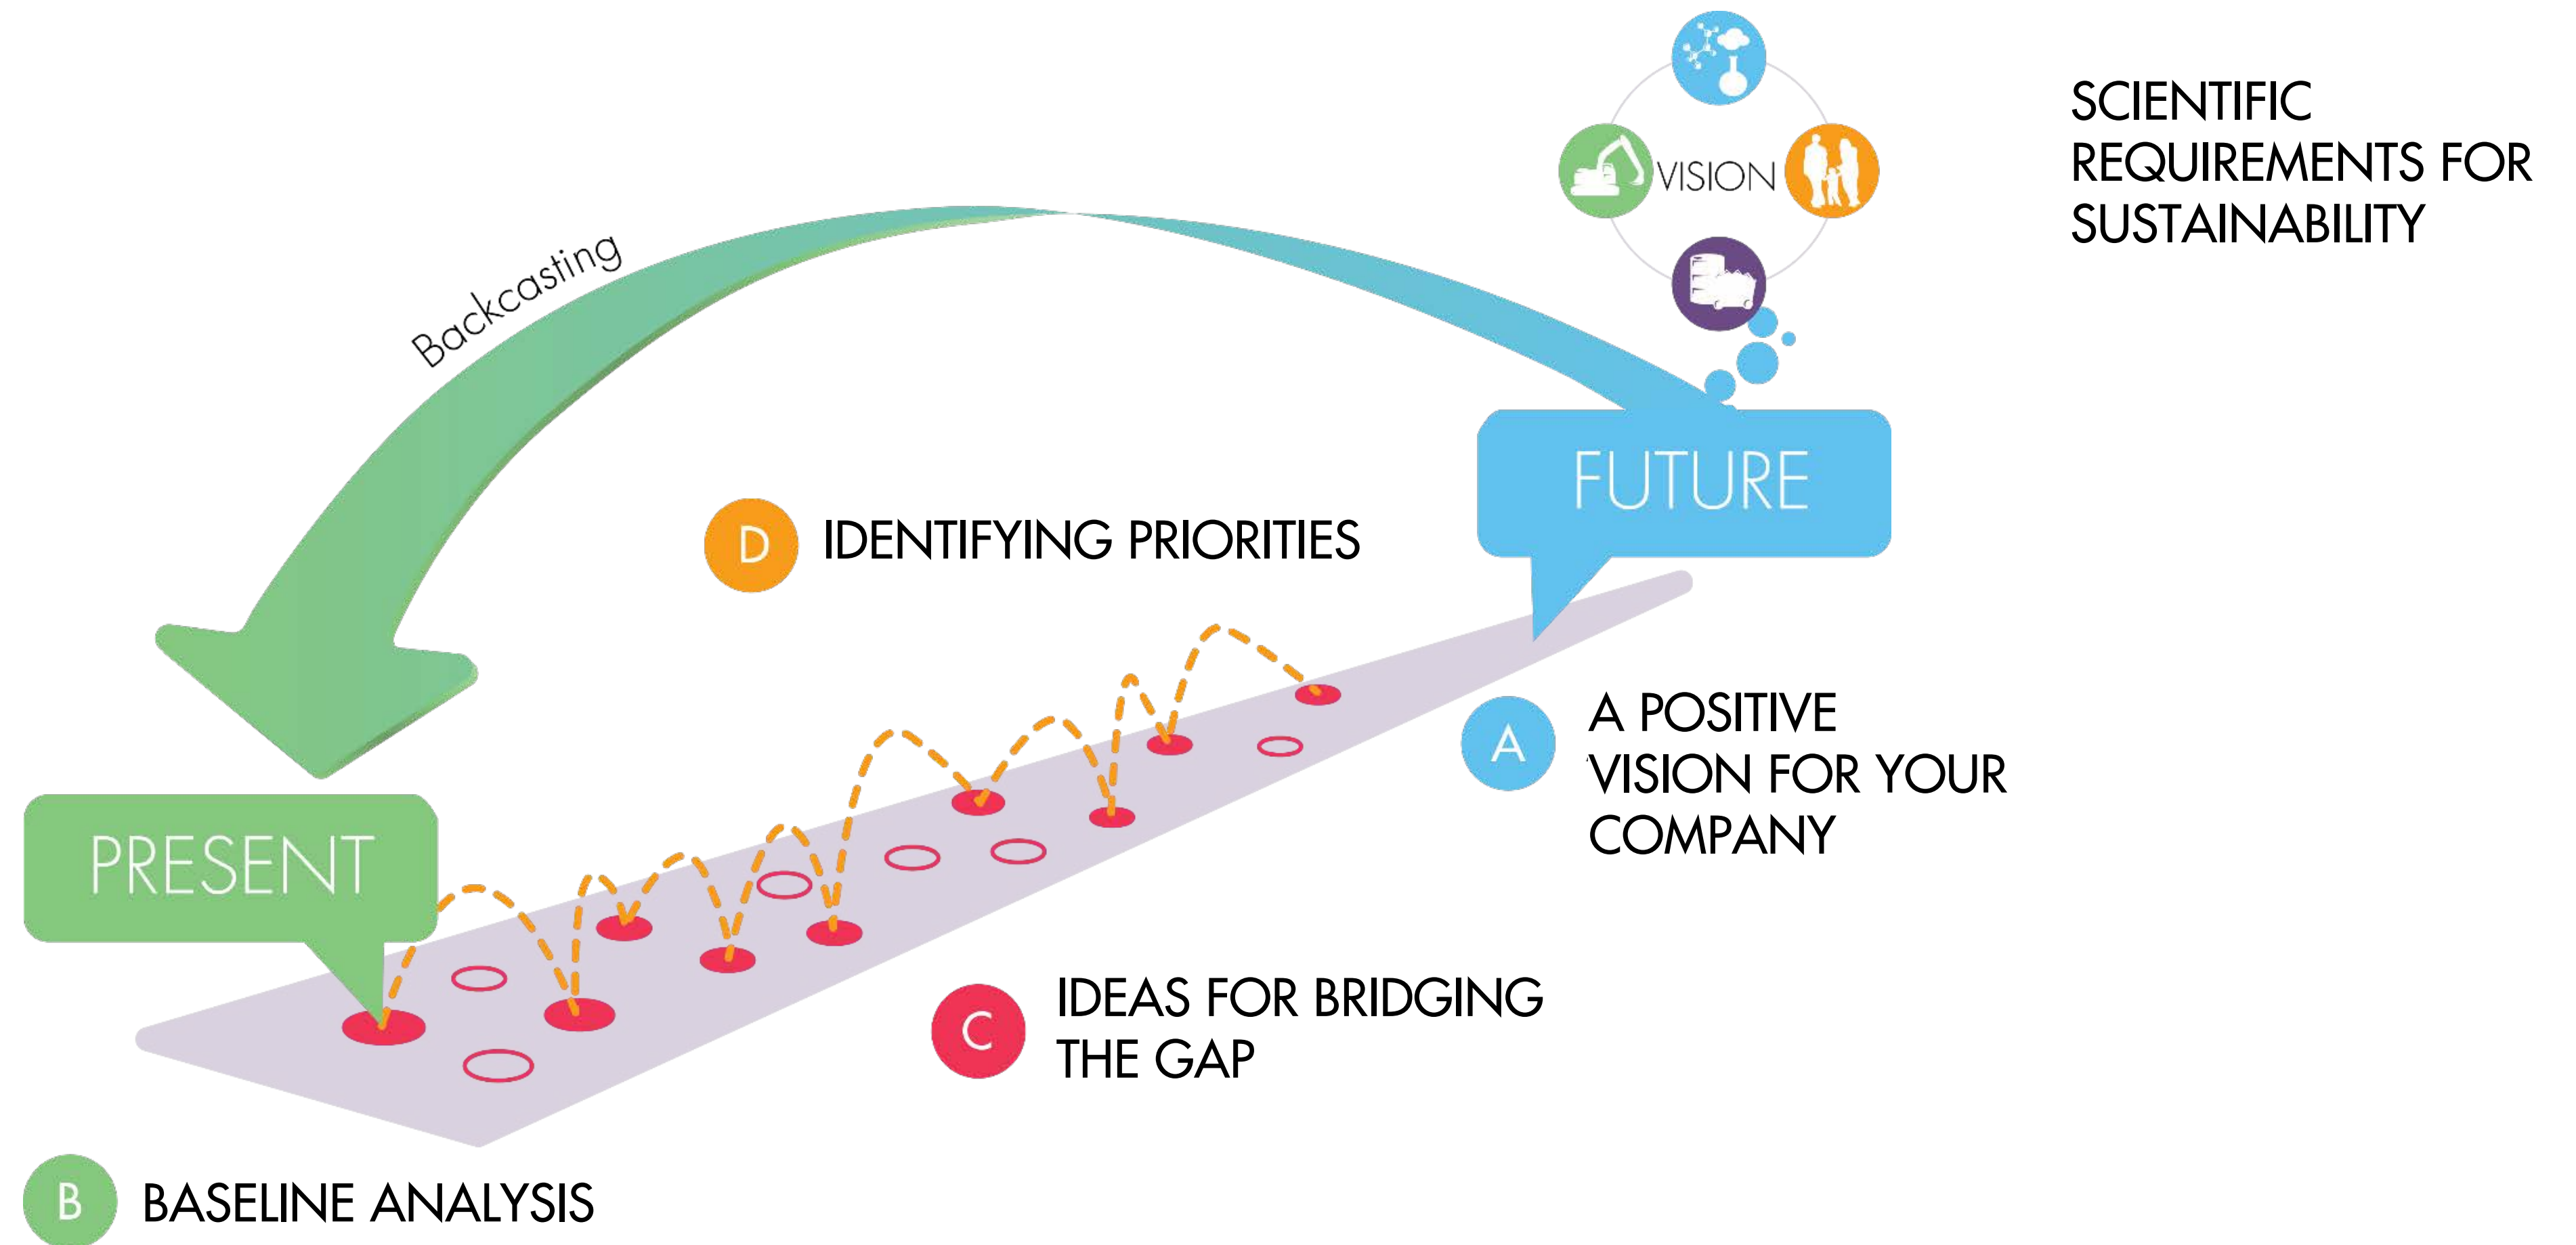 SCIENTIFIC
REQUIREMENTS FOR
SUSTAINABILITY
VISION
Backcasting
FUTURE
D
IDENTIFYING PRIORITIES
A
A POSITIVE
VISION FOR YOUR
COMPANY
PRESENT
C
IDEAS FOR BRIDGING
THE GAP
B
BASELINE ANALYSIS